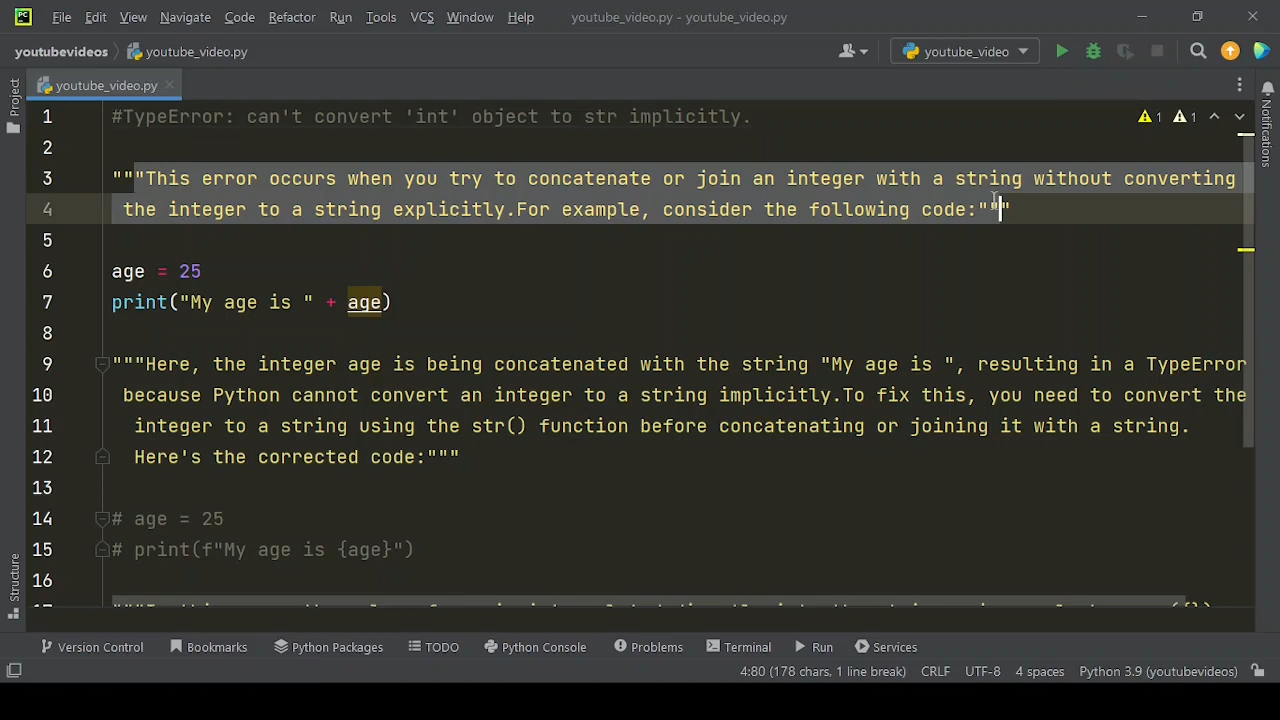 PC File Edit View Navigate Code Refactor Run Tools VCS Window Help youtube_video.py - youtube_video.py
youtubevideos youtube_video.py youtube_video
youtube_video.py
Project
Notifications
Structure
1 #TypeError: can't convert 'int' object to str implicitly. 1 1
2
3 """This error occurs when you try to concatenate or join an integer with a string without converting
4 the integer to a string explicitly.For example, consider the following code:"""
5
6 age = 25
7 print("My age is " + age)
8
9 """Here, the integer age is being concatenated with the string "My age is ", resulting in a TypeError
10 because Python cannot convert an integer to a string implicitly.To fix this, you need to convert the
11 integer to a string using the str() function before concatenating or joining it with a string.
12 Here's the corrected code:"""
13
14 # age = 25
15 # print(f"My age is {age}")
16
Version Control Bookmarks Python Packages TODO Python Console Problems Terminal Run Services
4:80 (178 chars, 1 line break) CRLF UTF-8 4 spaces Python 3.9 (youtubevideos)